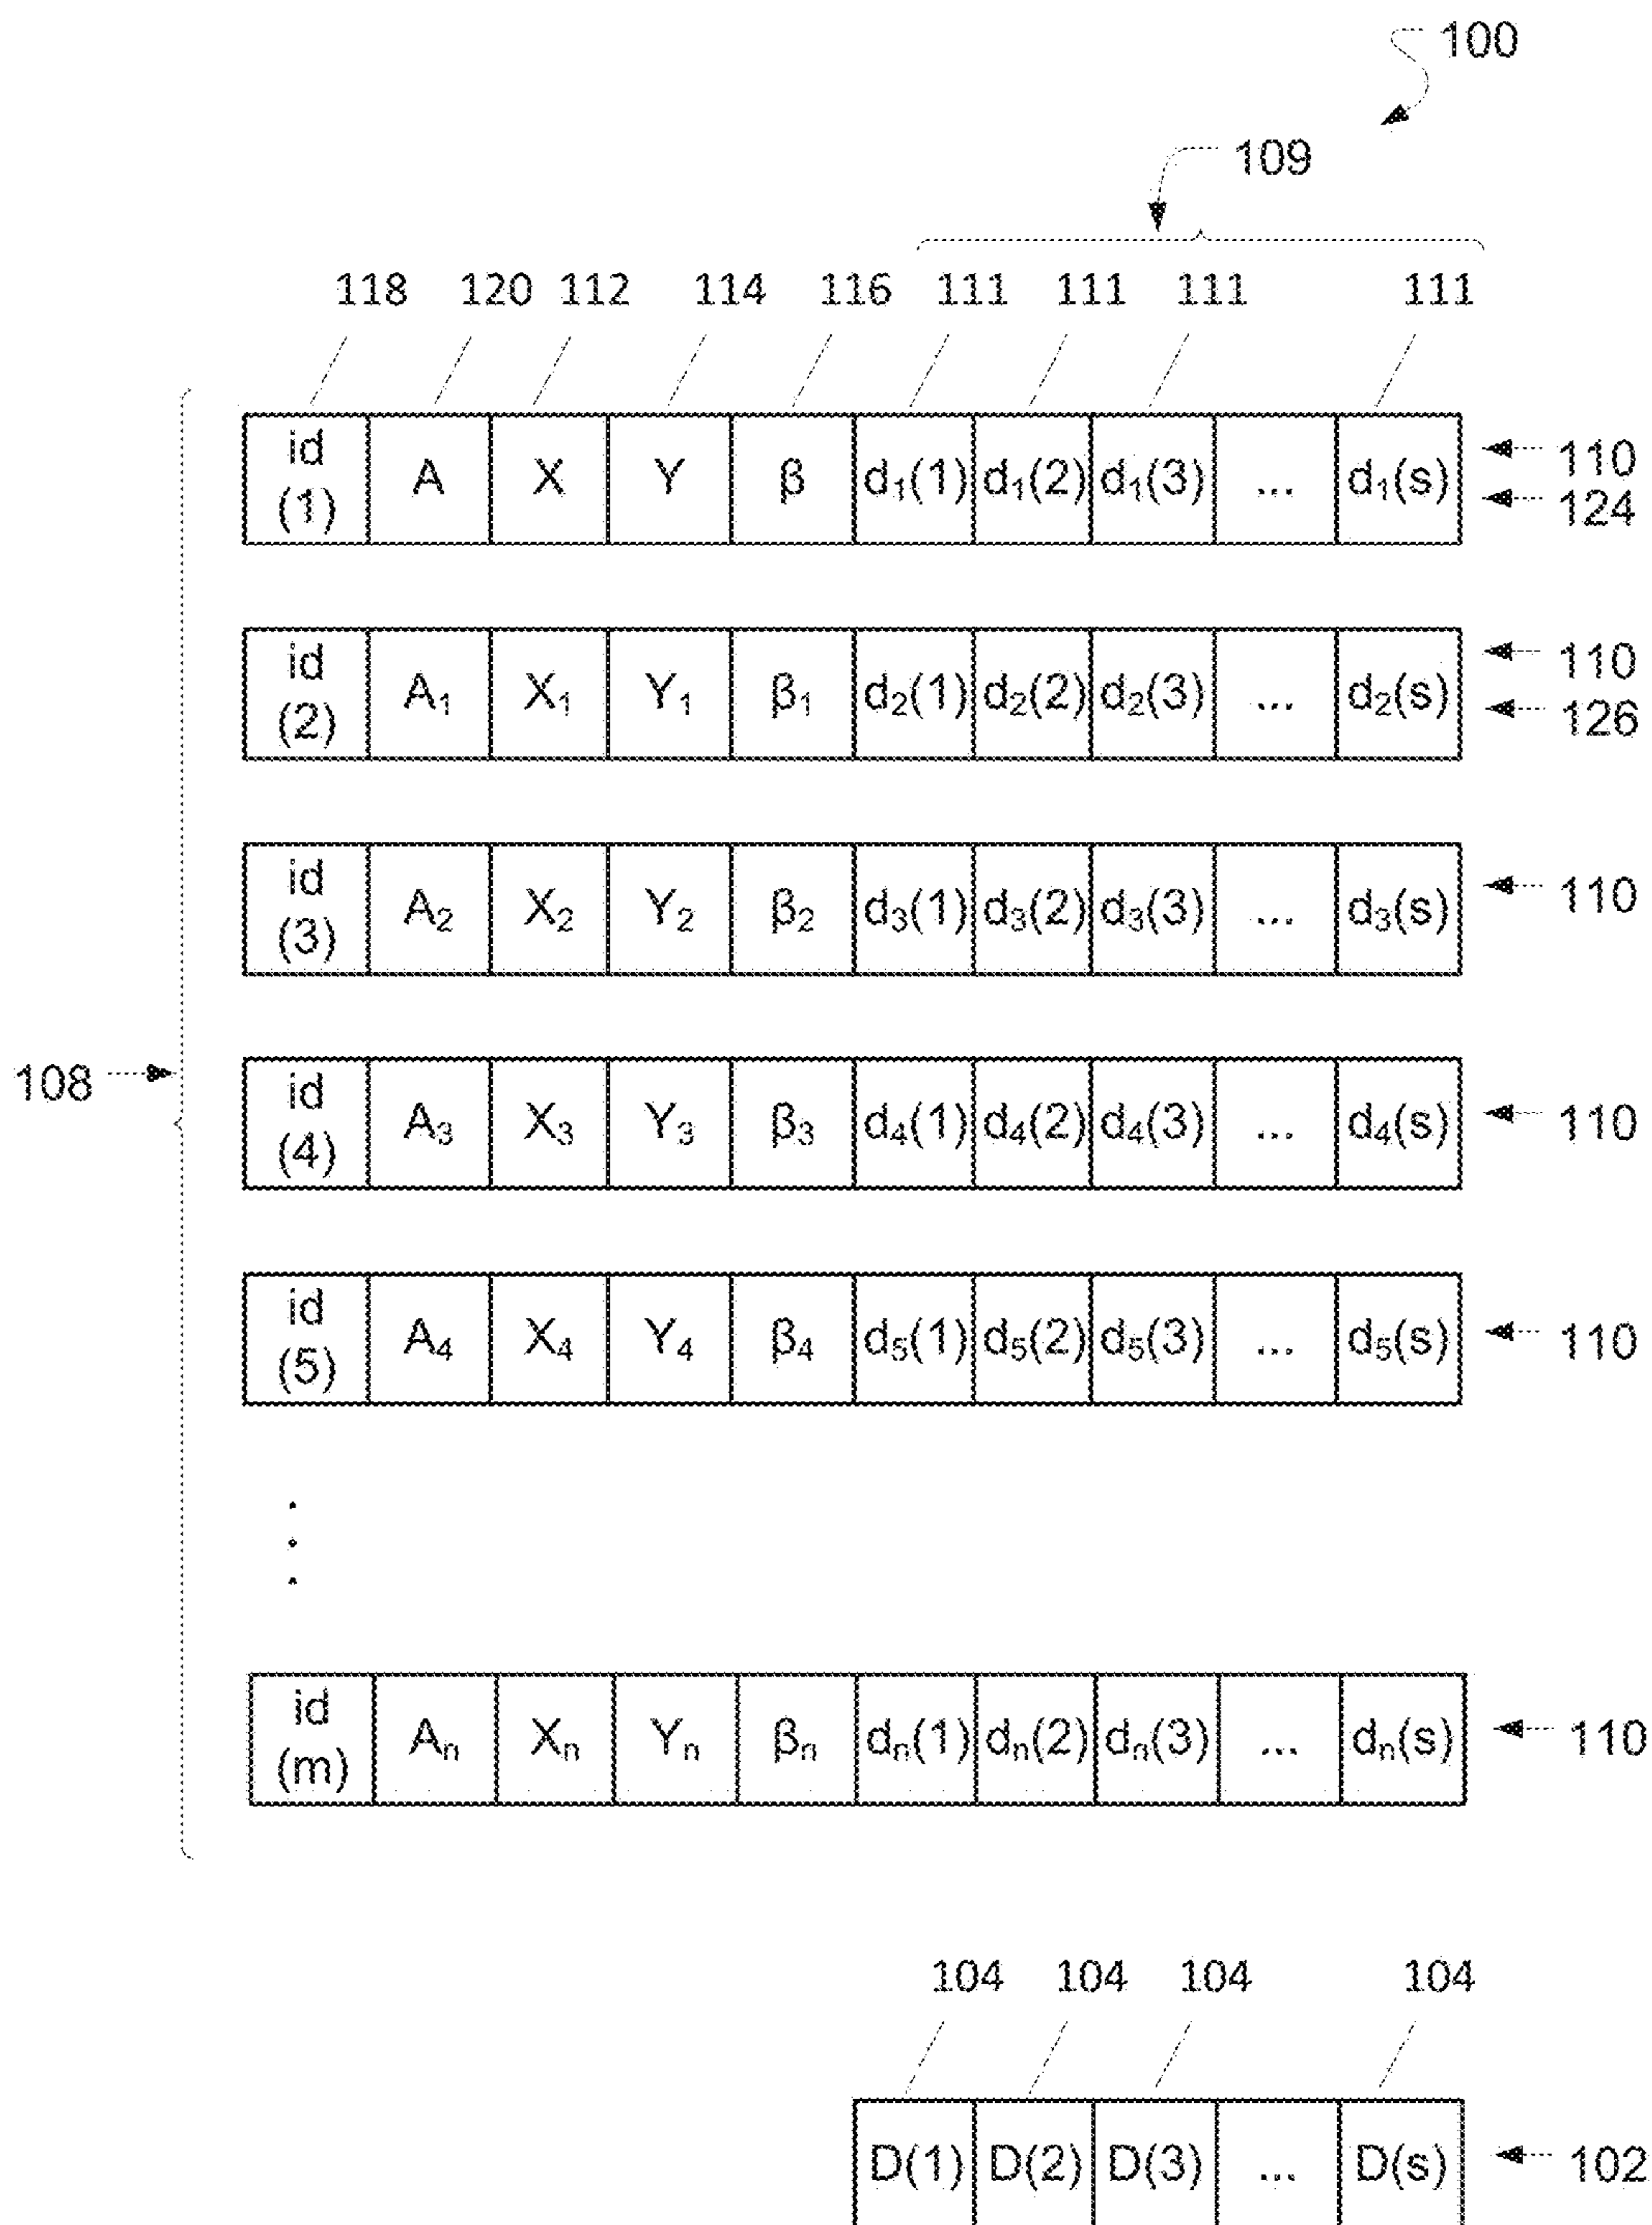 100
109
118 120 112 114 116 111 111 111 111
id (1) A X Y β d₁(1) d₁(2) d₁(3) ... d₁(s) 110
124
id (2) A₁ X₁ Y₁ β₁ d₂(1) d₂(2) d₂(3) ... d₂(s) 110
126
id (3) A₂ X₂ Y₂ β₂ d₃(1) d₃(2) d₃(3) ... d₃(s) 110
108
id (4) A₃ X₃ Y₃ β₃ d₄(1) d₄(2) d₄(3) ... d₄(s) 110
id (5) A₄ X₄ Y₄ β₄ d₅(1) d₅(2) d₅(3) ... d₅(s) 110
id (m) Aₙ Xₙ Yₙ βₙ dₙ(1) dₙ(2) dₙ(3) ... dₙ(s) 110
104 104 104 104
D(1) D(2) D(3) ... D(s) 102